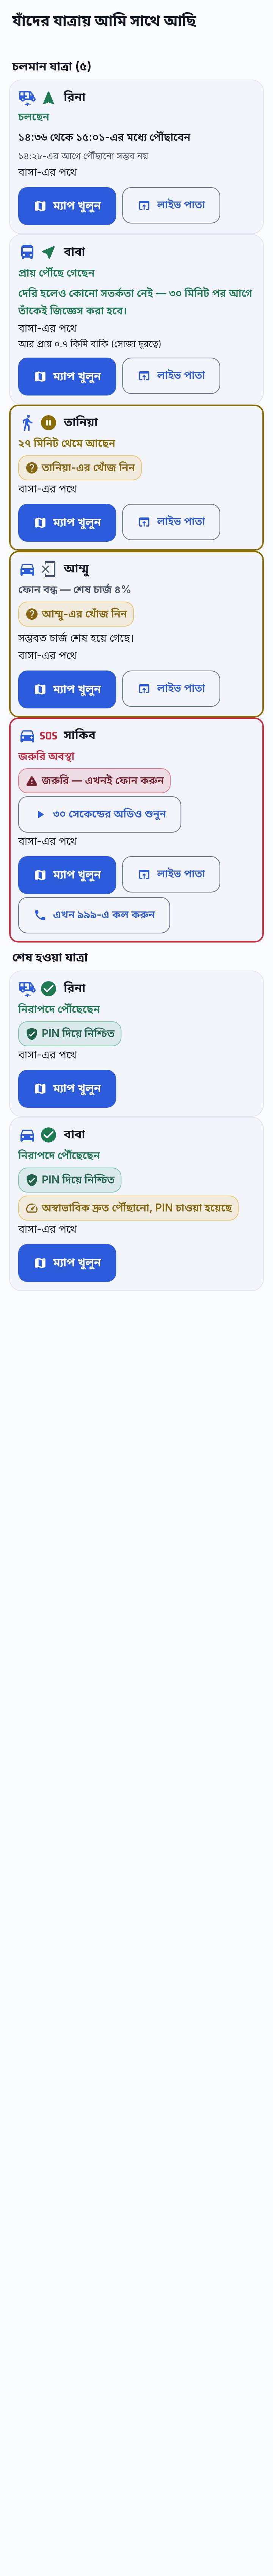 যাঁদের যাত্রায় আমি সাথে আছি
চলমান যাত্রা (৫)
রিনা
চলছেন
১৪:৩৬ থেকে ১৫:০১-এর মধ্যে পৌঁছাবেন
১৪:২৮-এর আগে পৌঁছানো সম্ভব নয়
বাসা-এর পথে
ম্যাপ খুলুন
লাইভ পাতা
বাবা
প্রায় পৌঁছে গেছেন
দেরি হলেও কোনো সতর্কতা নেই — ৩০ মিনিট পর আগে
তাঁকেই জিজ্ঞেস করা হবে।
বাসা-এর পথে
আর প্রায় ০.৭ কিমি বাকি (সোজা দূরত্বে)
ম্যাপ খুলুন
লাইভ পাতা
তানিয়া
২৭ মিনিট থেমে আছেন
তানিয়া-এর খোঁজ নিন
বাসা-এর পথে
ম্যাপ খুলুন
লাইভ পাতা
আম্মু
ফোন বন্ধ — শেষ চার্জ ৪%
আম্মু-এর খোঁজ নিন
সম্ভবত চার্জ শেষ হয়ে গেছে।
বাসা-এর পথে
ম্যাপ খুলুন
লাইভ পাতা
SOS সাকিব
জরুরি অবস্থা
জরুরি — এখনই ফোন করুন
৩০ সেকেন্ডের অডিও শুনুন
বাসা-এর পথে
ম্যাপ খুলুন
লাইভ পাতা
এখন ৯৯৯-এ কল করুন
শেষ হওয়া যাত্রা
রিনা
নিরাপদে পৌঁছেছেন
PIN দিয়ে নিশ্চিত
বাসা-এর পথে
ম্যাপ খুলুন
বাবা
নিরাপদে পৌঁছেছেন
PIN দিয়ে নিশ্চিত
অস্বাভাবিক দ্রুত পৌঁছানো, PIN চাওয়া হয়েছে
বাসা-এর পথে
ম্যাপ খুলুন